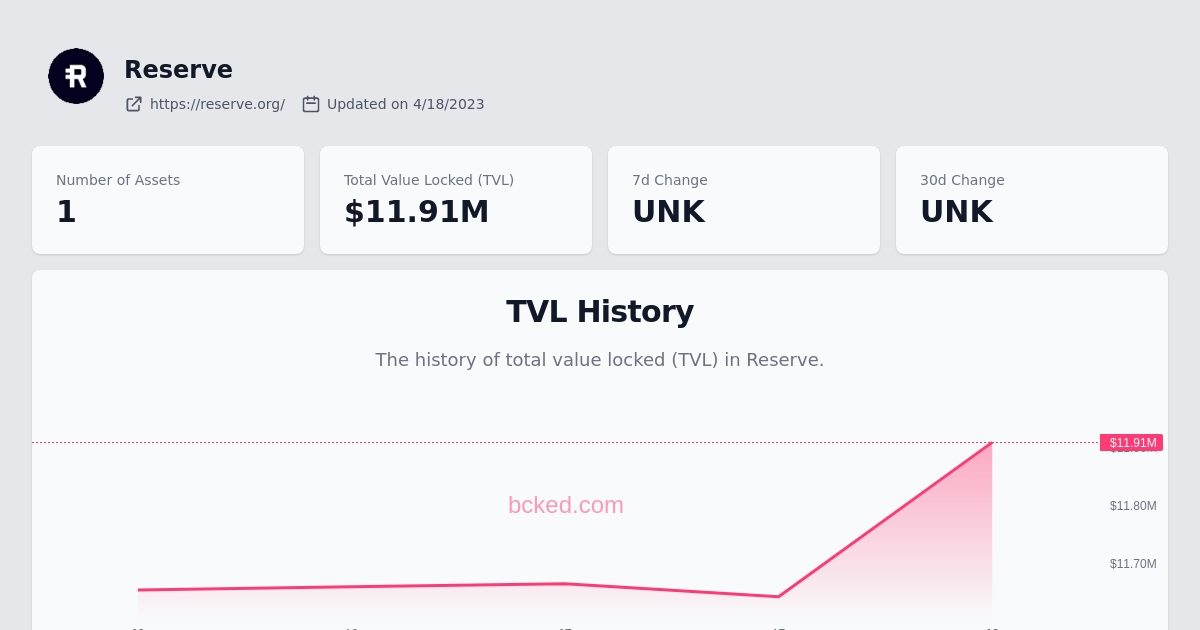 Reserve
https://reserve.org/ Updated on 4/18/2023
Number of Assets
1
Total Value Locked (TVL)
$11.91M
7d Change
UNK
30d Change
UNK
TVL History
The history of total value locked (TVL) in Reserve.
$11.91M
bcked.com
$11.80M
$11.70M